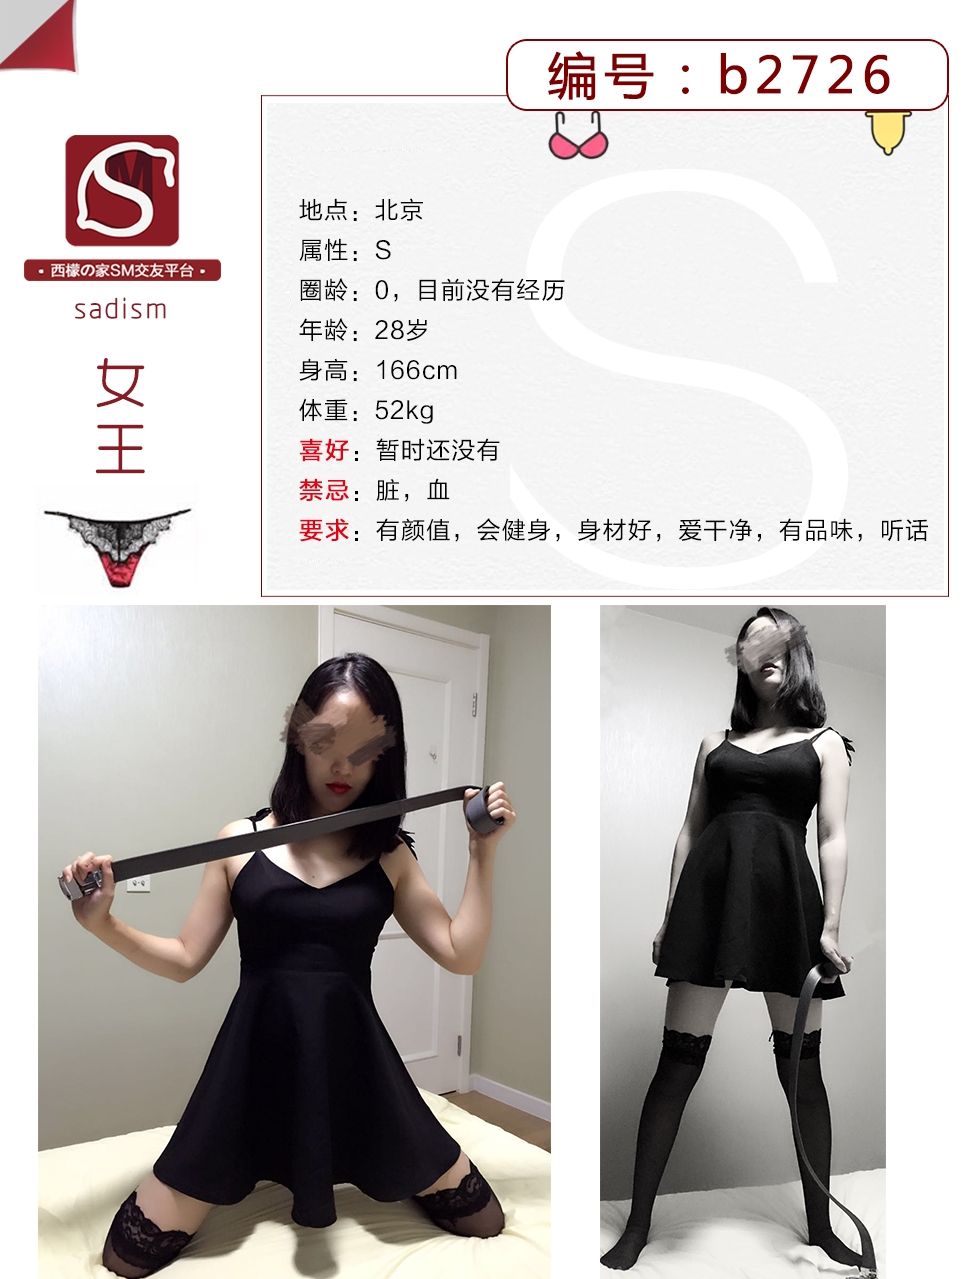 编号：b2726
SM
·西檬の家SM交友平台·
sadism
女
王
地点：北京
属性：S
圈龄：0，目前没有经历
年龄：28岁
身高：166cm
体重：52kg
喜好：暂时还没有
禁忌：脏，血
要求：有颜值，会健身，身材好，爱干净，有品味，听话
S